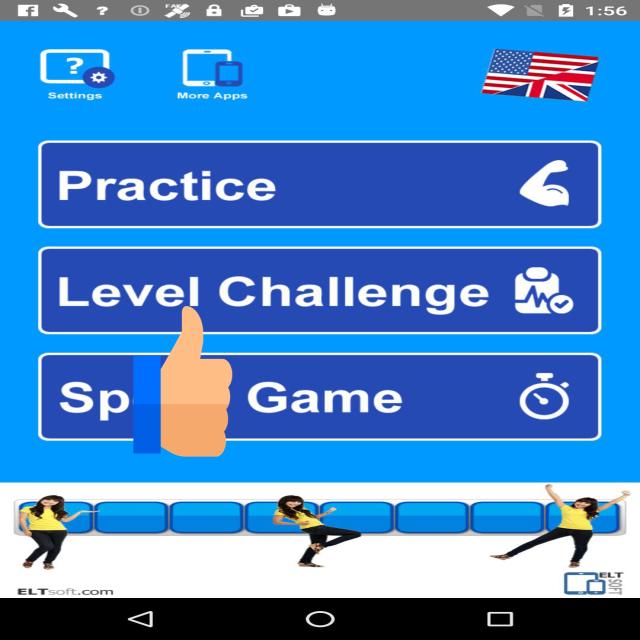 1:56
Settings
More Apps
Practice
Level Challenge
Sp Game
ELTsoft.com
ELT
SOFT